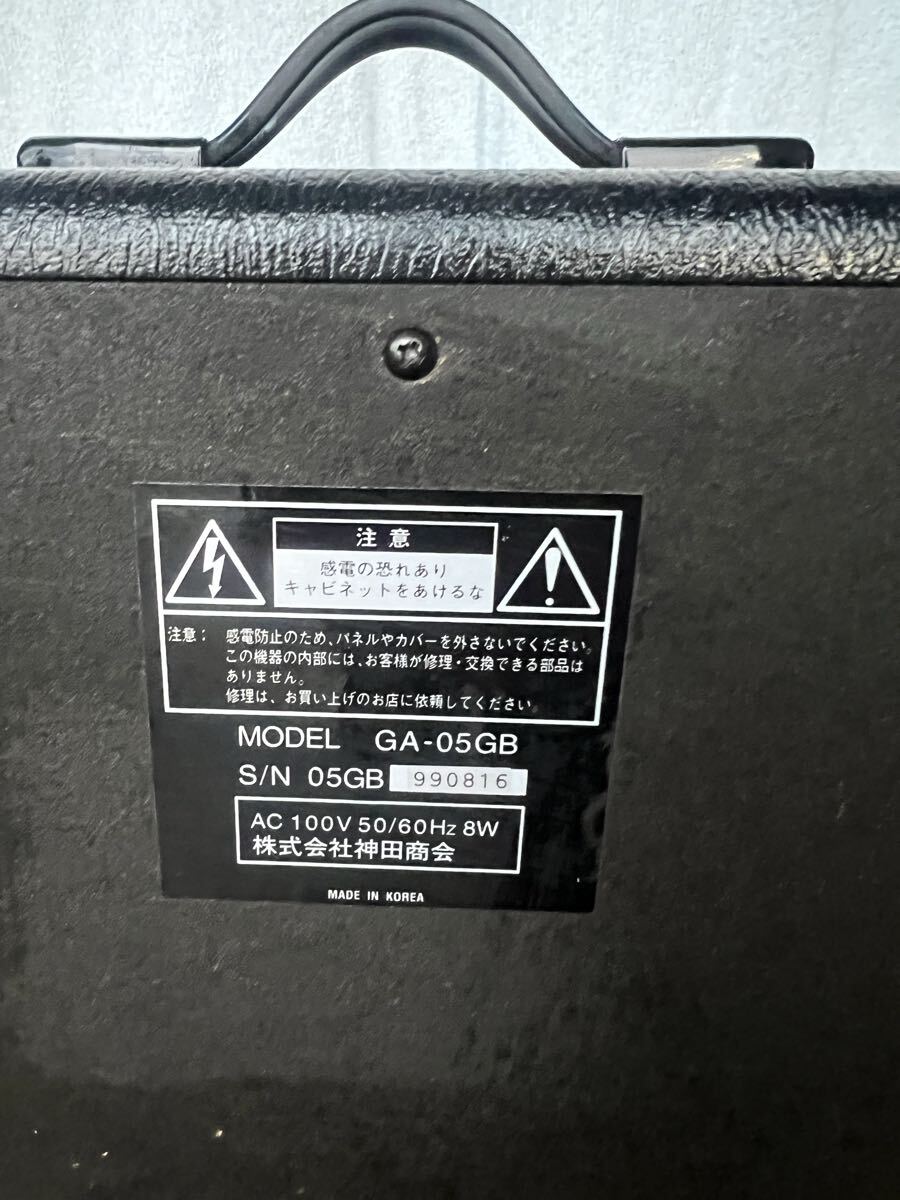 注意
感電の恐れあり
キャビネットをあけるな
注意: 感電防止のため、パネルやカバーを外さないでください。
この機器の内部には、お客様が修理・交換できる部品は
ありません。
修理は、お買い上げのお店に依頼してください。
MODEL GA-05GB
S/N 05GB 990816
AC 100V 50/60Hz 8W
株式会社神田商会
MADE IN KOREA